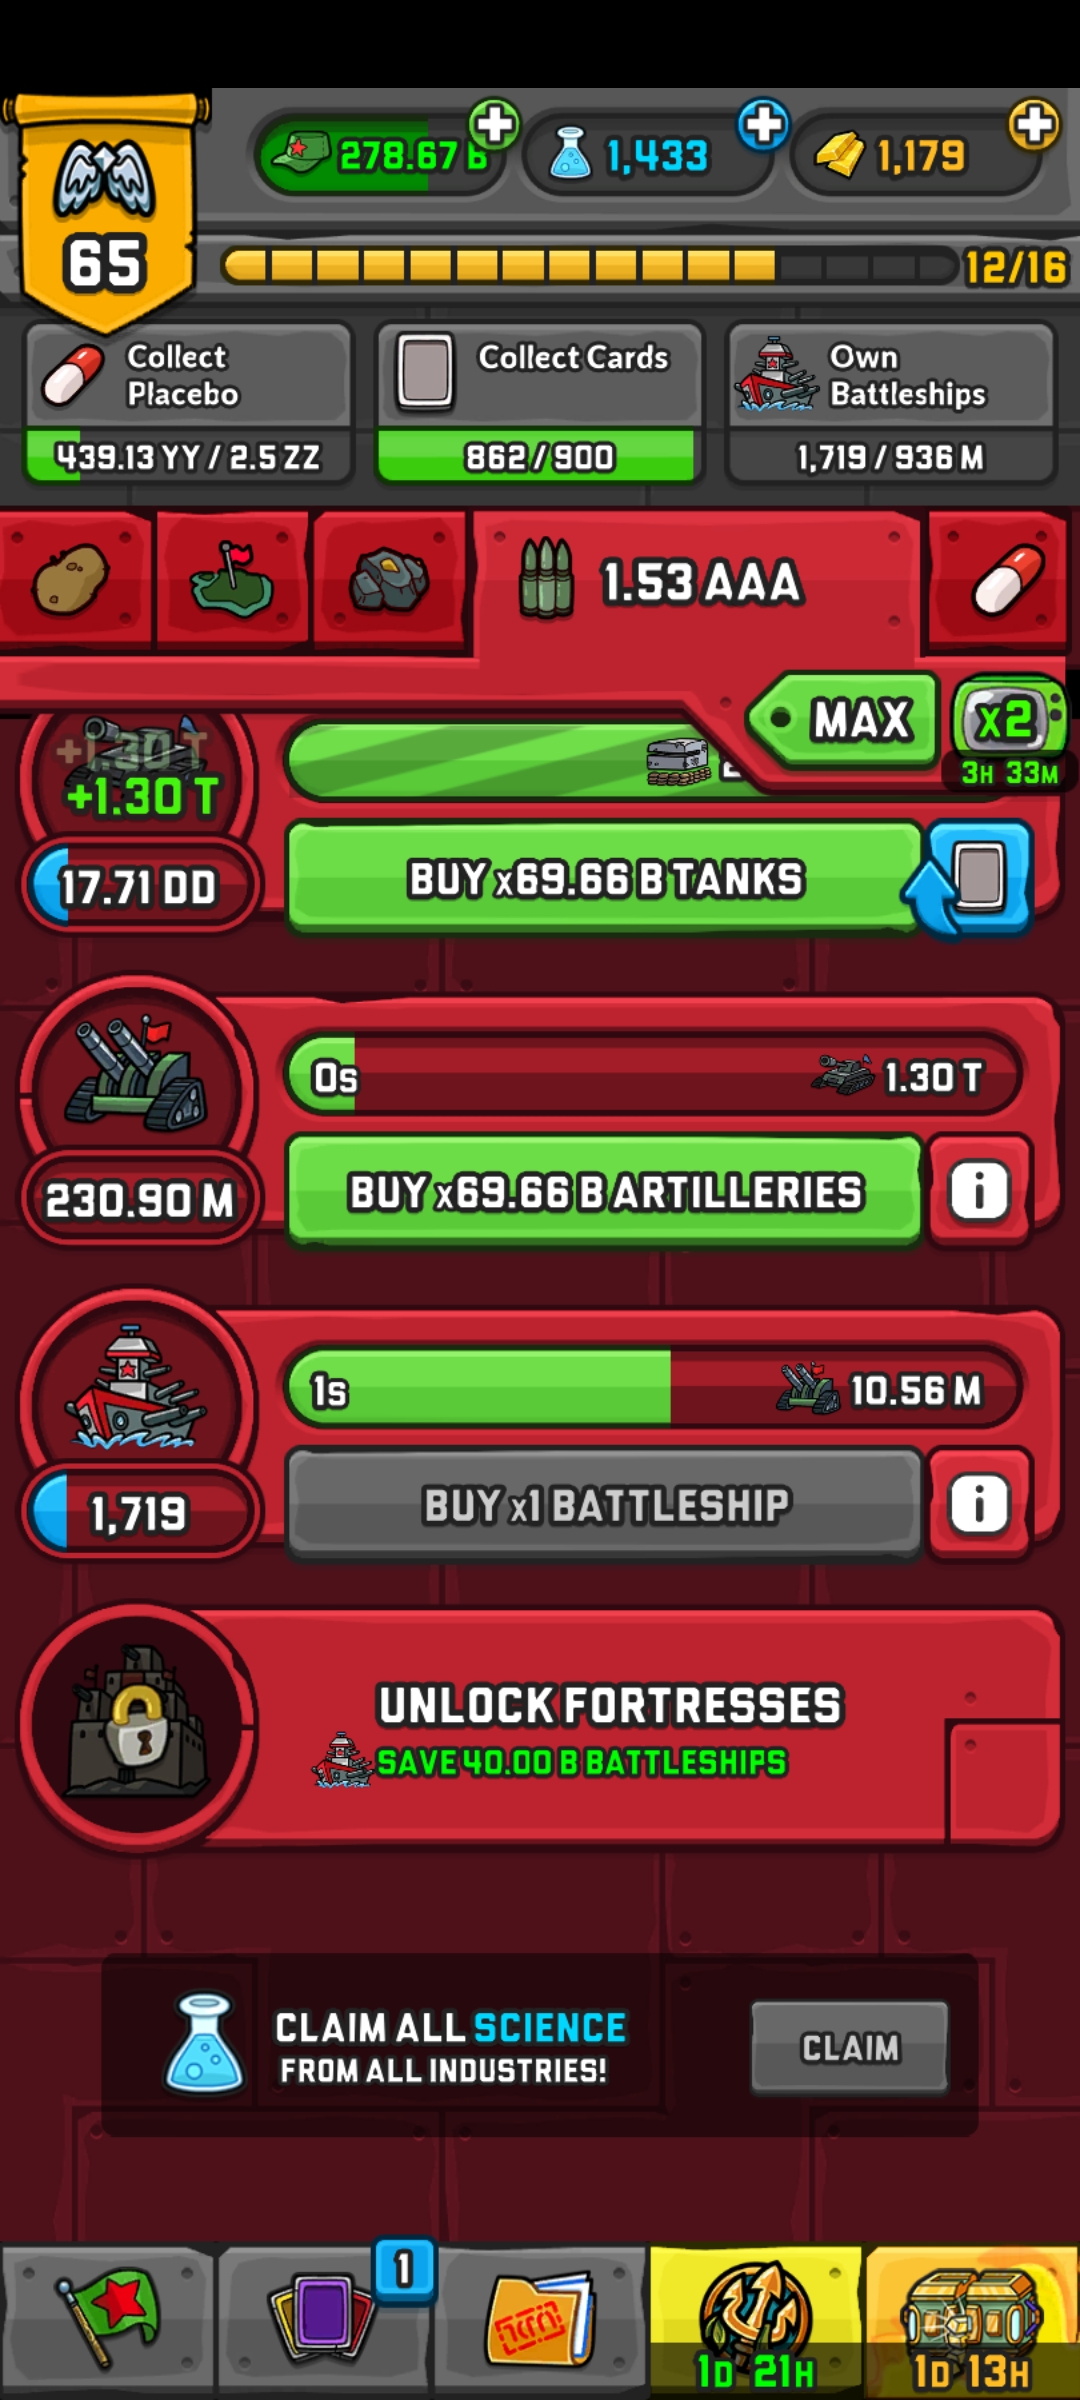 278.67 B
1,433
1,179
65
12/16
Collect
Placebo
439.13 YY / 2.5 ZZ
Collect Cards
862/900
Own
Battleships
1,719 / 936 M
1.53 AAA
MAX
x2
3H 33M
+1.30 T
+1.30 T
17.71 DD
BUY x69.66 B TANKS
0s
1.30 T
230.90 M
BUY x69.66 B ARTILLERIES
1s
10.56 M
1,719
BUY x1 BATTLESHIP
UNLOCK FORTRESSES
SAVE 40.00 B BATTLESHIPS
CLAIM ALL SCIENCE
FROM ALL INDUSTRIES!
CLAIM
1
1D 21H
1D 13H